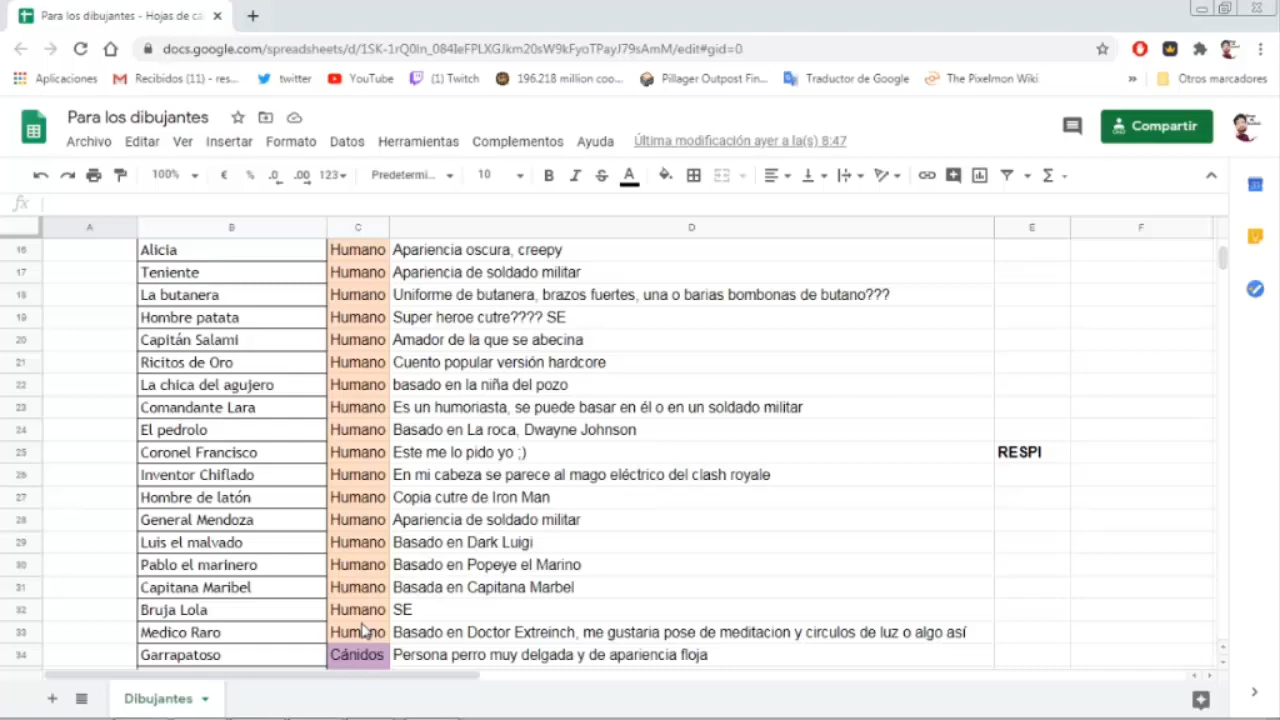 Para los dibujantes - Hojas de cá
docs.google.com/spreadsheets/d/1SK-1rQ0In_084IeFPLXGJkm20sW9kFyoTPayJ79sAmM/edit#gid=0
Aplicaciones Recibidos (11) - res... twitter YouTube (1) Twitch 196.218 million coo... Pillager Outpost Fin... Traductor de Google The Pixelmon Wiki » Otros marcadores
Para los dibujantes
Compartir
Archivo Editar Ver Insertar Formato Datos Herramientas Complementos Ayuda Última modificación ayer a la(s) 8:47
100% € % .0 .00 123 Predetermi... 10 B I S A Σ
fx
A B C D E F
16 Alicia Humano Apariencia oscura, creepy
17 Teniente Humano Apariencia de soldado militar
18 La butanera Humano Uniforme de butanera, brazos fuertes, una o barias bombonas de butano???
19 Hombre patata Humano Super heroe cutre???? SE
20 Capitán Salami Humano Amador de la que se abecina
21 Ricitos de Oro Humano Cuento popular versión hardcore
22 La chica del agujero Humano basado en la niña del pozo
23 Comandante Lara Humano Es un humoriasta, se puede basar en él o en un soldado militar
24 El pedrolo Humano Basado en La roca, Dwayne Johnson
25 Coronel Francisco Humano Este me lo pido yo ;) RESPI
26 Inventor Chiflado Humano En mi cabeza se parece al mago eléctrico del clash royale
27 Hombre de latón Humano Copia cutre de Iron Man
28 General Mendoza Humano Apariencia de soldado militar
29 Luis el malvado Humano Basado en Dark Luigi
30 Pablo el marinero Humano Basado en Popeye el Marino
31 Capitana Maribel Humano Basada en Capitana Marbel
32 Bruja Lola Humano SE
33 Medico Raro Humano Basado en Doctor Extreinch, me gustaria pose de meditacion y circulos de luz o algo así
34 Garrapatoso Cánidos Persona perro muy delgada y de apariencia floja
Dibujantes